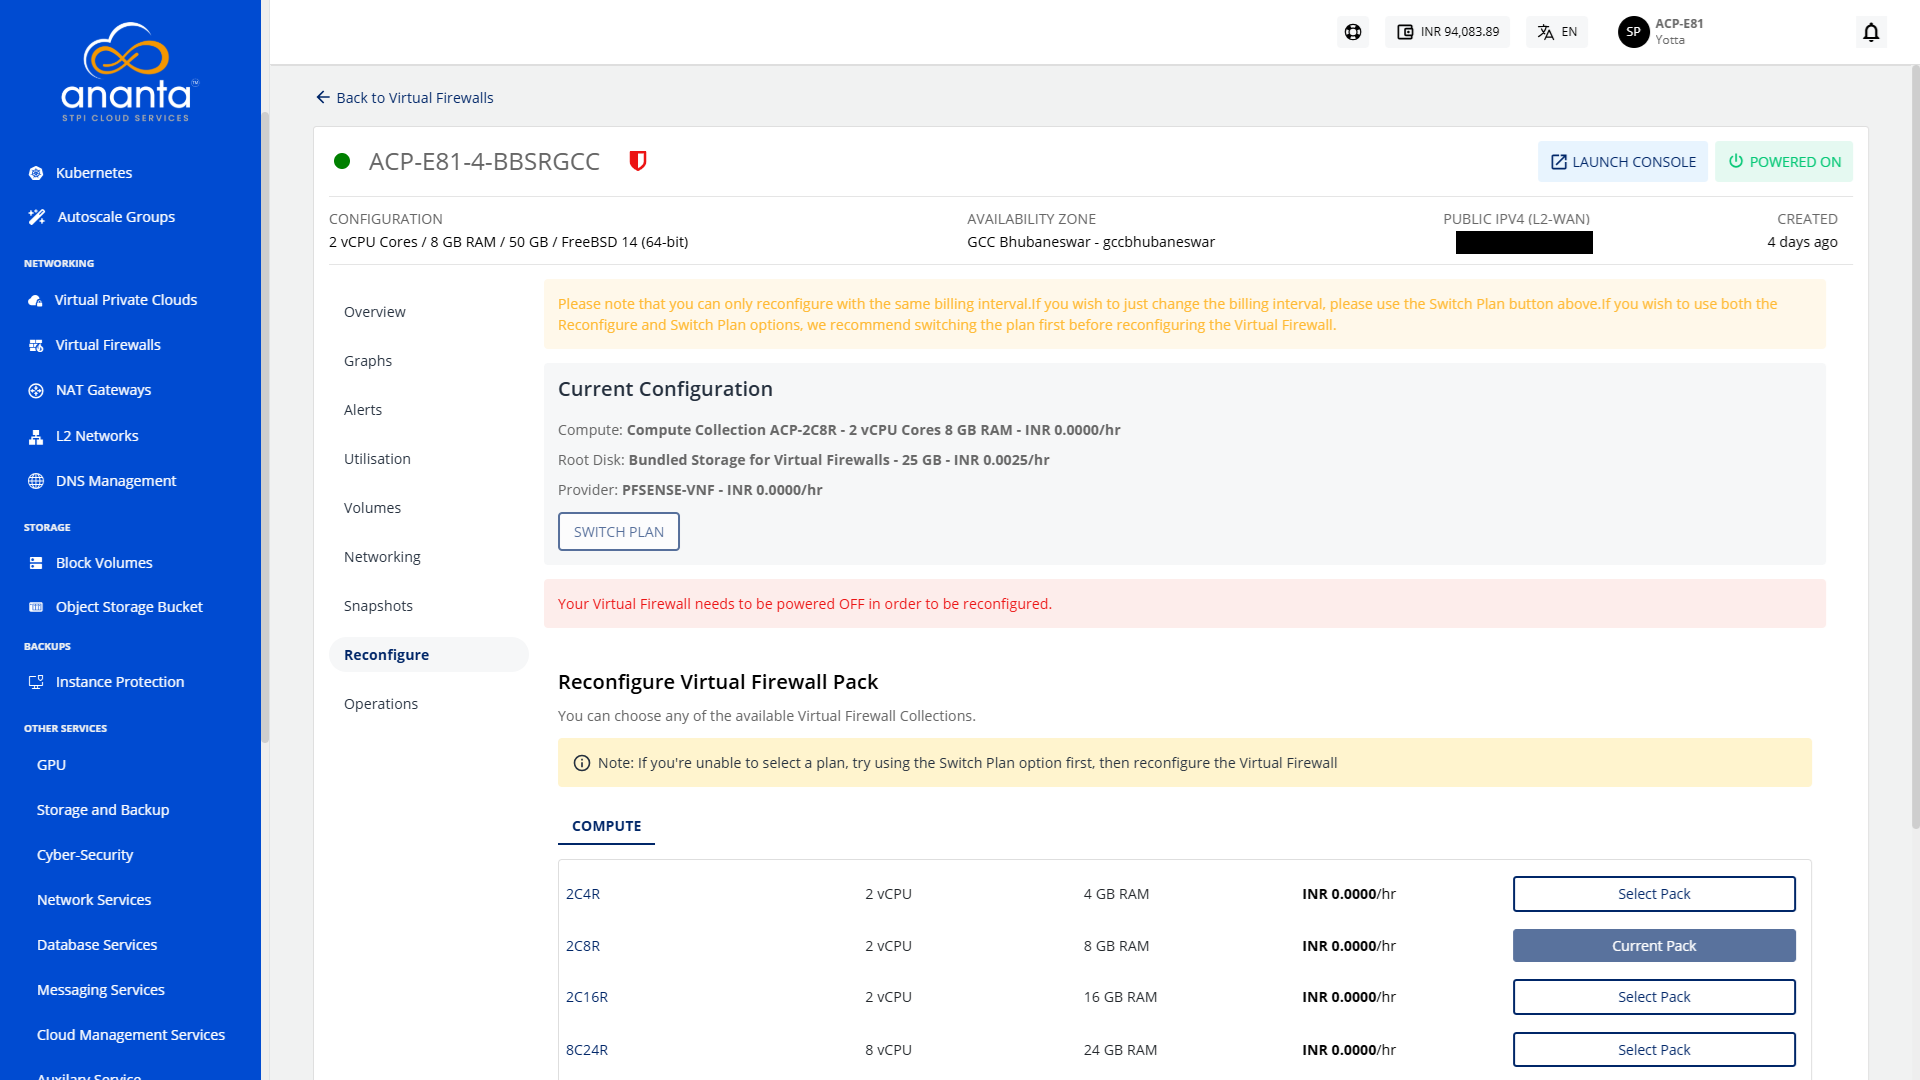 ananta
STPI CLOUD SERVICES
Kubernetes
Autoscale Groups
NETWORKING
Virtual Private Clouds
Virtual Firewalls
NAT Gateways
L2 Networks
DNS Management
STORAGE
Block Volumes
Object Storage Bucket
BACKUPS
Instance Protection
OTHER SERVICES
GPU
Storage and Backup
Cyber-Security
Network Services
Database Services
Messaging Services
Cloud Management Services
Auxilary Service
INR 94,083.89
EN
SP
ACP-E81
Yotta
Back to Virtual Firewalls
ACP-E81-4-BBSRGCC
LAUNCH CONSOLE
POWERED ON
CONFIGURATION
2 vCPU Cores / 8 GB RAM / 50 GB / FreeBSD 14 (64-bit)
AVAILABILITY ZONE
GCC Bhubaneswar - gccbhubaneswar
PUBLIC IPV4 (L2-WAN)
CREATED
4 days ago
Overview
Graphs
Alerts
Utilisation
Volumes
Networking
Snapshots
Reconfigure
Operations
Please note that you can only reconfigure with the same billing interval.If you wish to just change the billing interval, please use the Switch Plan button above.If you wish to use both the
Reconfigure and Switch Plan options, we recommend switching the plan first before reconfiguring the Virtual Firewall.
Current Configuration
Compute: Compute Collection ACP-2C8R - 2 vCPU Cores 8 GB RAM - INR 0.0000/hr
Root Disk: Bundled Storage for Virtual Firewalls - 25 GB - INR 0.0025/hr
Provider: PFSENSE-VNF - INR 0.0000/hr
SWITCH PLAN
Your Virtual Firewall needs to be powered OFF in order to be reconfigured.
Reconfigure Virtual Firewall Pack
You can choose any of the available Virtual Firewall Collections.
Note: If you're unable to select a plan, try using the Switch Plan option first, then reconfigure the Virtual Firewall
COMPUTE
2C4R 2 vCPU 4 GB RAM INR 0.0000/hr Select Pack
2C8R 2 vCPU 8 GB RAM INR 0.0000/hr Current Pack
2C16R 2 vCPU 16 GB RAM INR 0.0000/hr Select Pack
8C24R 8 vCPU 24 GB RAM INR 0.0000/hr Select Pack